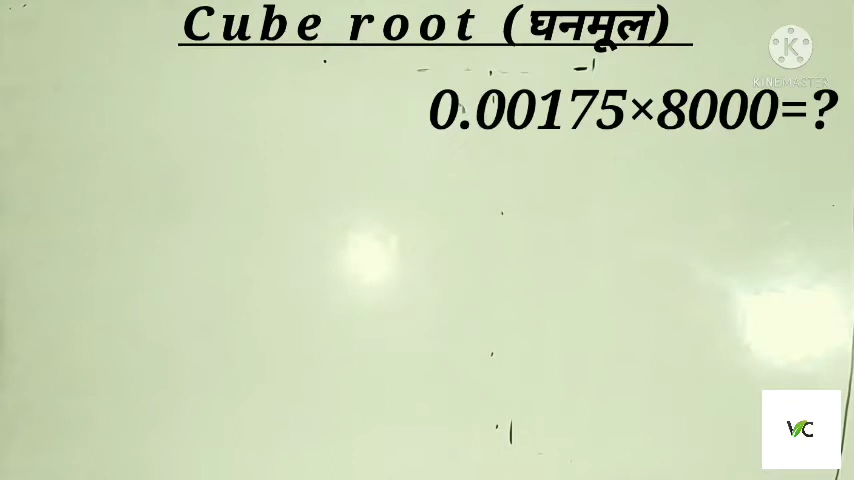 Cube root (घनमूल)
KINEMASTER
0.00175×8000=?
VC